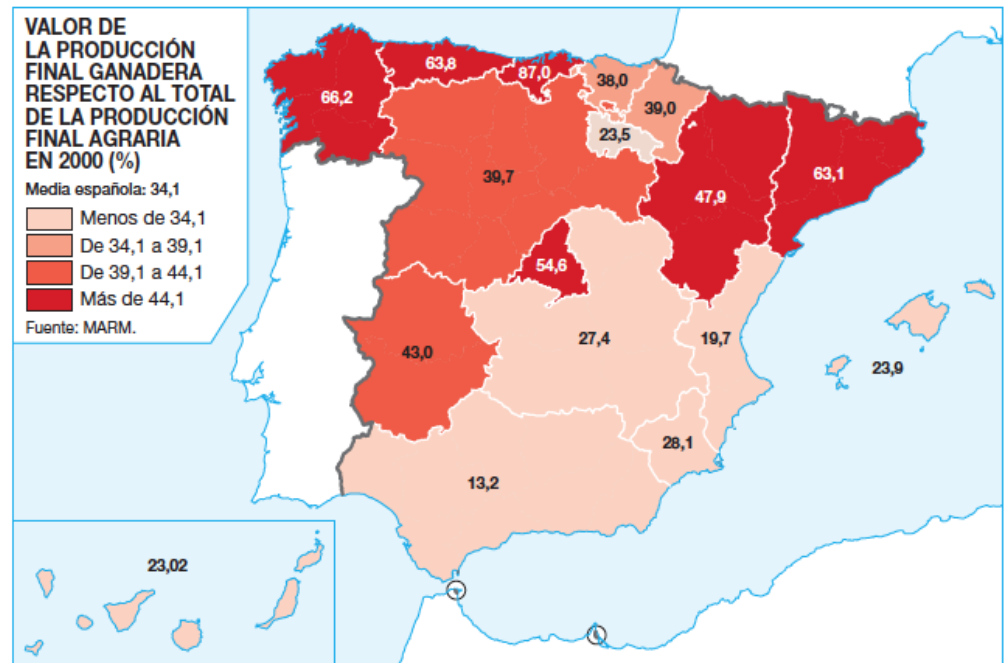 VALOR DE
LA PRODUCCIÓN
FINAL GANADERA
RESPECTO AL TOTAL
DE LA PRODUCCIÓN
FINAL AGRARIA
EN 2000 (%)
Media española: 34,1
Menos de 34,1
De 34,1 a 39,1
De 39,1 a 44,1
Más de 44,1
Fuente: MARM.
63,8
87,0
38,0
66,2
39,0
23,5
39,7
47,9
63,1
54,6
27,4
19,7
43,0
23,9
28,1
13,2
23,02